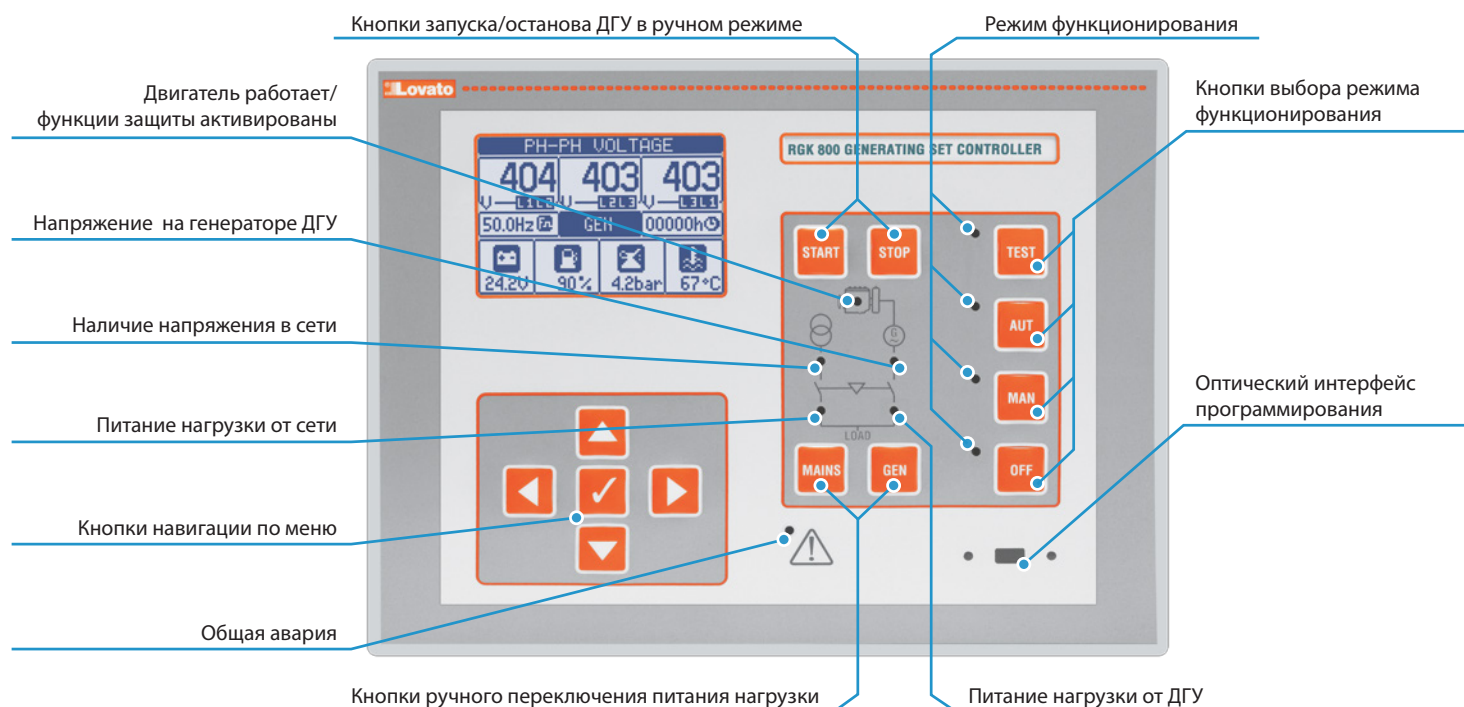 Кнопки запуска/останова ДГУ в ручном режиме
Режим функционирования
Двигатель работает/
функции защиты активированы
Напряжение на генераторе ДГУ
Наличие напряжения в сети
Питание нагрузки от сети
Кнопки навигации по меню
Общая авария
Lovato
PH-PH VOLTAGE
404 403 403
V L1L2 V L2L3 V L3L1
50.0Hz GEN 00000h
24.2V 90% 4.2bar 67°C
RGK 800 GENERATING SET CONTROLLER
START STOP
TEST
G
AUT
MAN
LOAD
MAINS GEN
OFF
Кнопки выбора режима
функционирования
Оптический интерфейс
программирования
Кнопки ручного переключения питания нагрузки
Питание нагрузки от ДГУ